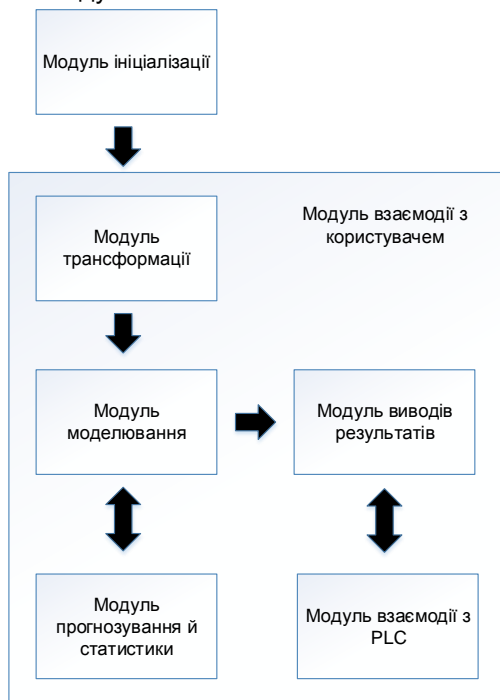 Модуль ініціалізації
Модуль
трансформації
Модуль взаємодії з
користувачем
Модуль
моделювання
Модуль виводів
результатів
Модуль
прогнозування й
статистики
Модуль взаємодії з
PLC